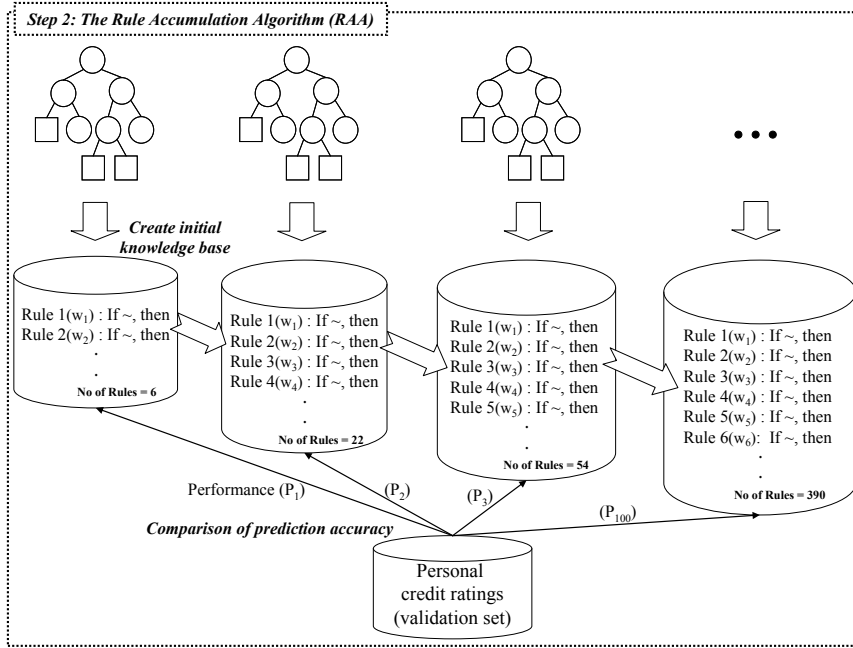 Step 2: The Rule Accumulation Algorithm (RAA)
Create initial
knowledge base
Rule 1(w1) : If ~, then
Rule 2(w2) : If ~, then
.
.
No of Rules = 6
Rule 1(w1) : If ~, then
Rule 2(w2) : If ~, then
Rule 3(w3) : If ~, then
Rule 4(w4) : If ~, then
.
.
No of Rules = 22
Rule 1(w1) : If ~, then
Rule 2(w2) : If ~, then
Rule 3(w3) : If ~, then
Rule 4(w4) : If ~, then
Rule 5(w5) : If ~, then
.
.
No of Rules = 54
Rule 1(w1) : If ~, then
Rule 2(w2) : If ~, then
Rule 3(w3) : If ~, then
Rule 4(w4) : If ~, then
Rule 5(w5) : If ~, then
Rule 6(w6): If ~, then
.
.
No of Rules = 390
Performance (P1)
(P2)
(P3)
(P100)
Comparison of prediction accuracy
Personal
credit ratings
(validation set)